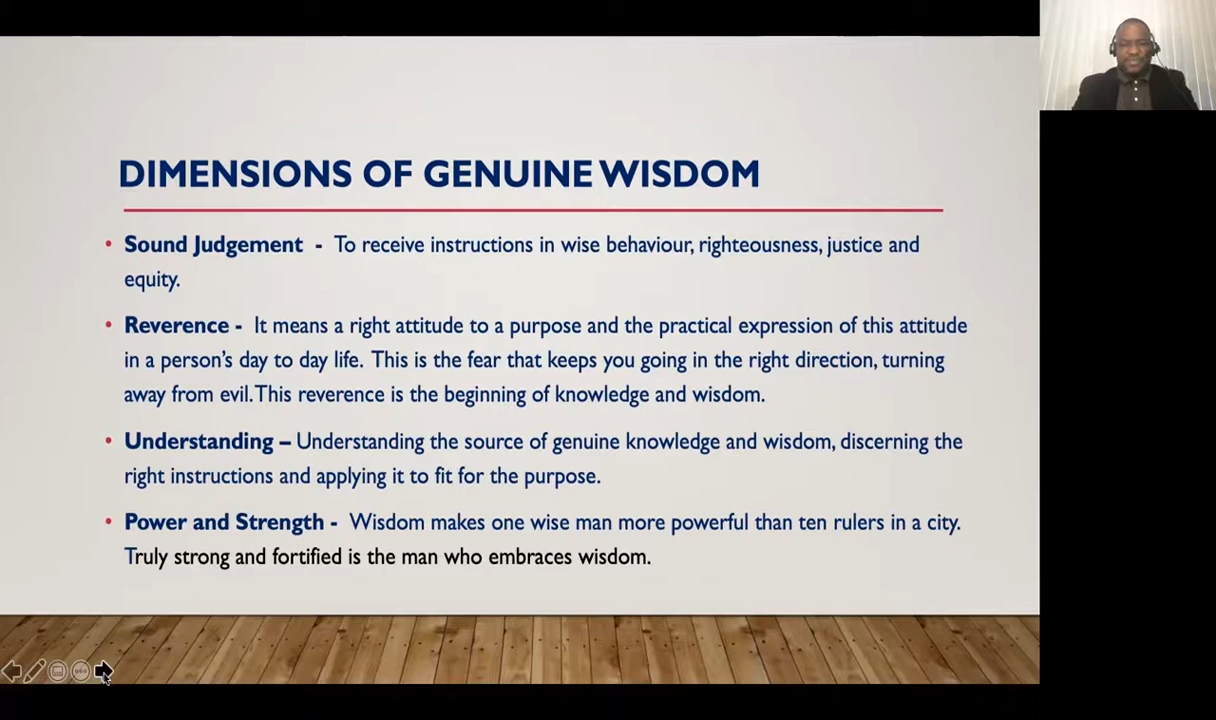 DIMENSIONS OF GENUINE WISDOM
• Sound Judgement - To receive instructions in wise behaviour, righteousness, justice and
equity.
• Reverence - It means a right attitude to a purpose and the practical expression of this attitude
in a person's day to day life. This is the fear that keeps you going in the right direction, turning
away from evil. This reverence is the beginning of knowledge and wisdom.
• Understanding – Understanding the source of genuine knowledge and wisdom, discerning the
right instructions and applying it to fit for the purpose.
• Power and Strength - Wisdom makes one wise man more powerful than ten rulers in a city.
Truly strong and fortified is the man who embraces wisdom.